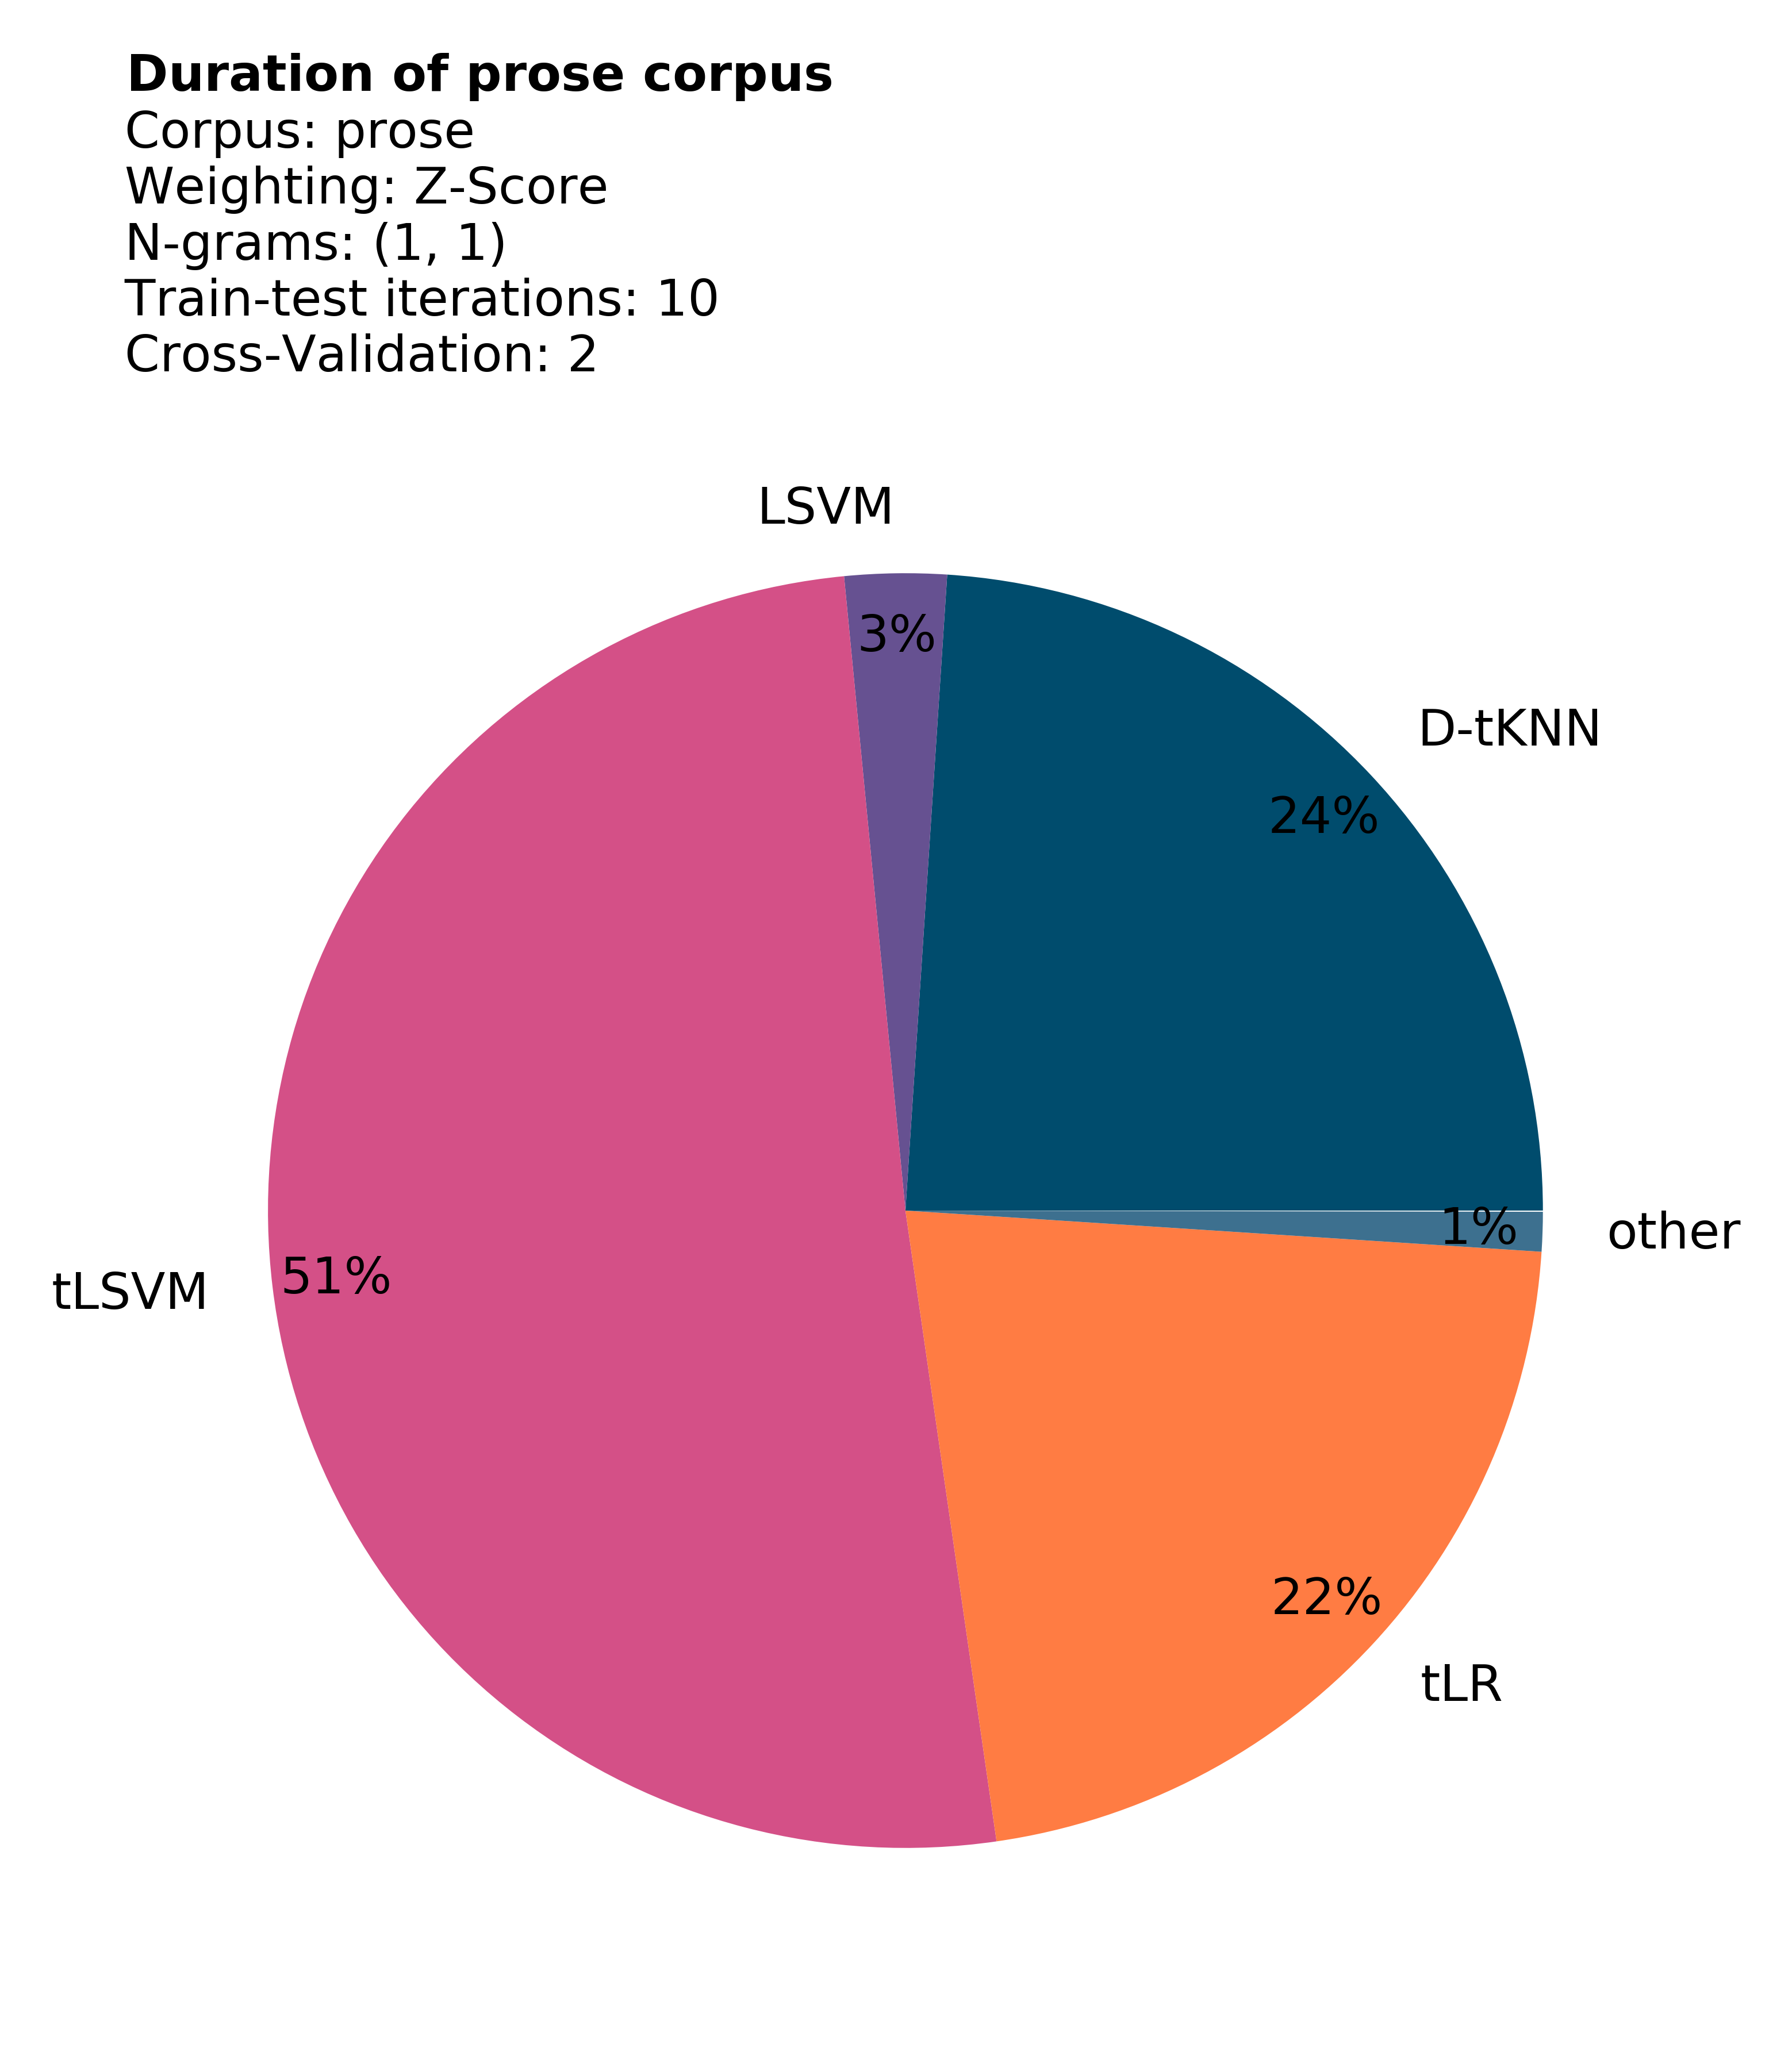 Duration of prose corpus
Corpus: prose
Weighting: Z-Score
N-grams: (1, 1)
Train-test iterations: 10
Cross-Validation: 2
LSVM
3%
D-tKNN
24%
1%
other
51%
tLSVM
22%
tLR